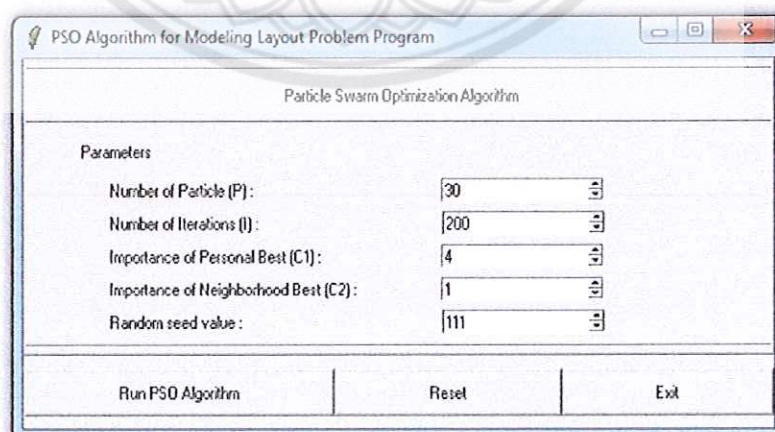 PSO Algorithm for Modeling Layout Problem Program
Particle Swarm Optimization Algorithm
Parameters
Number of Particle (P) : 30
Number of Iterations (I) : 200
Importance of Personal Best (C1) : 4
Importance of Neighborhood Best (C2) : 1
Random seed value : 111
Run PSO Algorithm Reset Exit